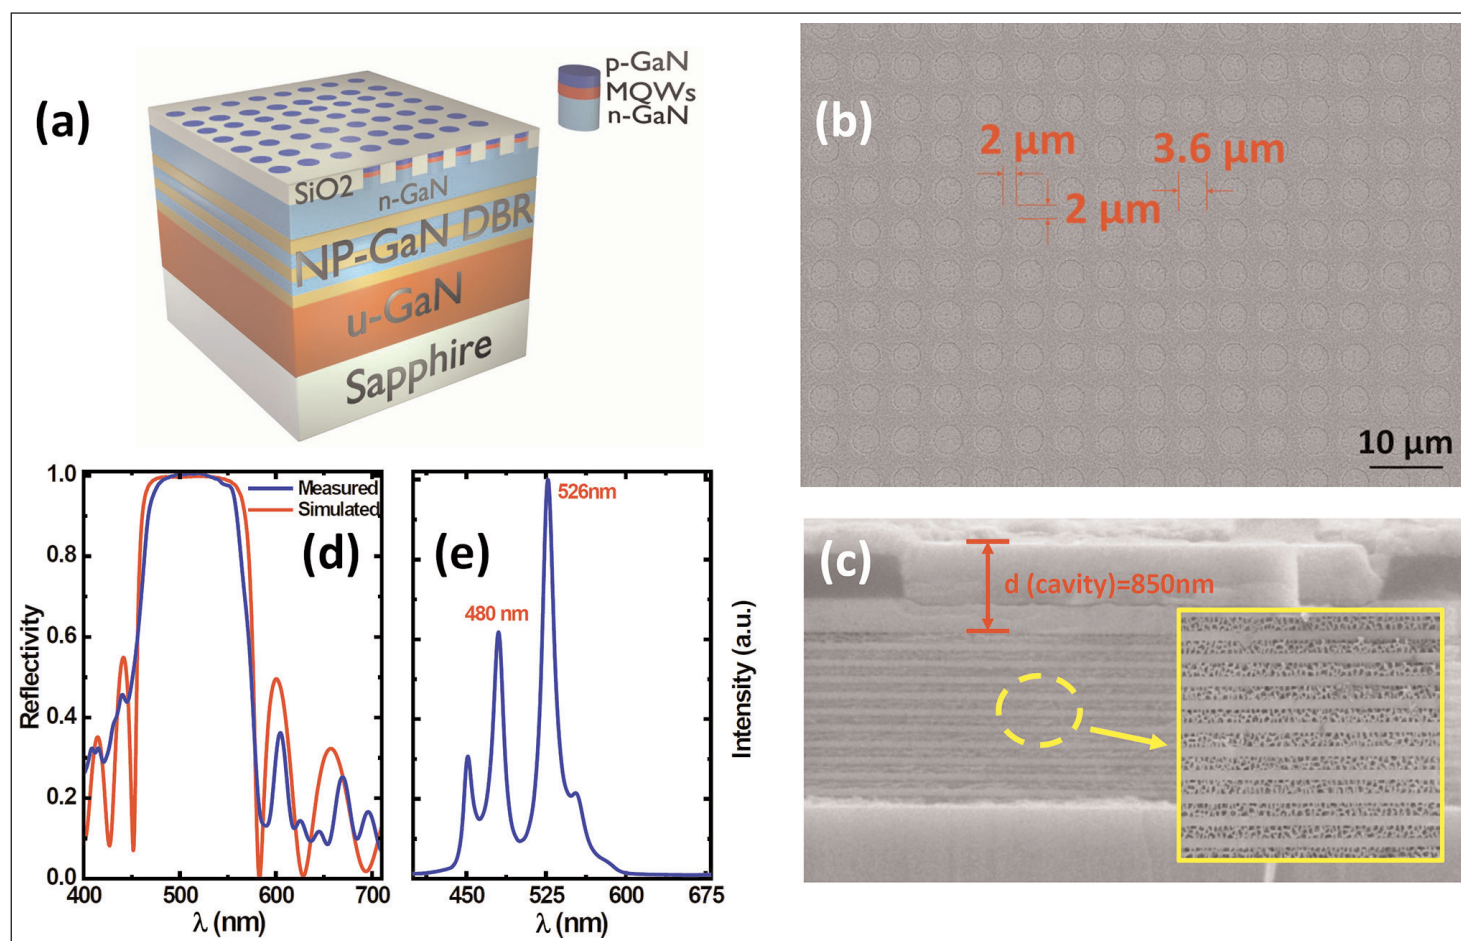 (a)
p-GaN
MQWs
n-GaN
SiO2
n-GaN
NP-GaN DBR
u-GaN
Sapphire
(b)
2 μm
3.6 μm
2 μm
10 μm
(c)
d (cavity)=850nm
(d)
Measured
Simulated
Reflectivity
1.0
0.8
0.6
0.4
0.2
0.0
400
500
600
700
λ (nm)
(e)
526nm
480 nm
Intensity (a.u.)
450
525
600
675
λ (nm)